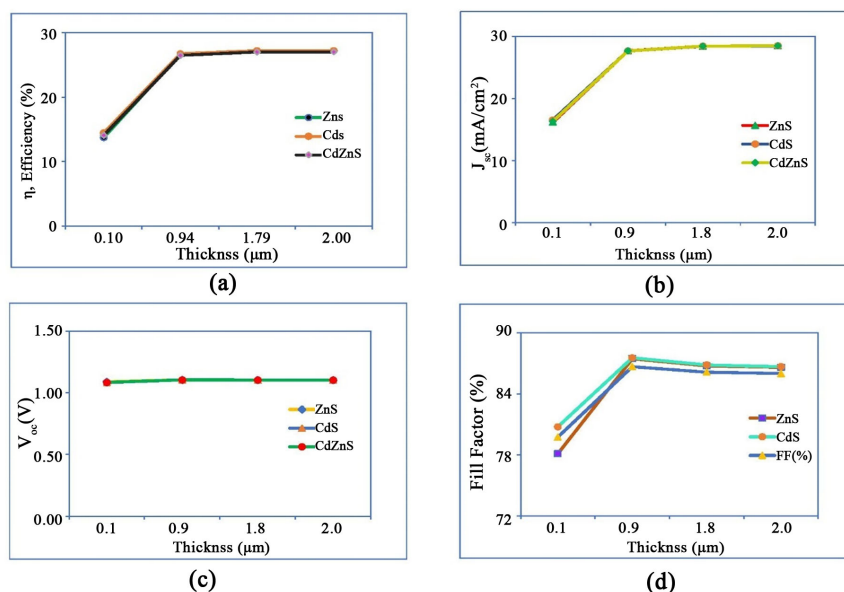 30
20
10
0
η, Efficiency (%)
Zns
Cds
CdZnS
0.10 0.94 1.79 2.00
Thicknss (μm)
(a)
30
20
10
0
Jsc(mA/cm²)
ZnS
CdS
CdZnS
0.1 0.9 1.8 2.0
Thicknss (μm)
(b)
1.50
1.00
0.50
0.00
Voc(V)
ZnS
CdS
CdZnS
0.1 0.9 1.8 2.0
Thicknss (μm)
(c)
90
84
78
72
Fill Factor (%)
ZnS
CdS
FF(%)
0.1 0.9 1.8 2.0
Thicknss (μm)
(d)